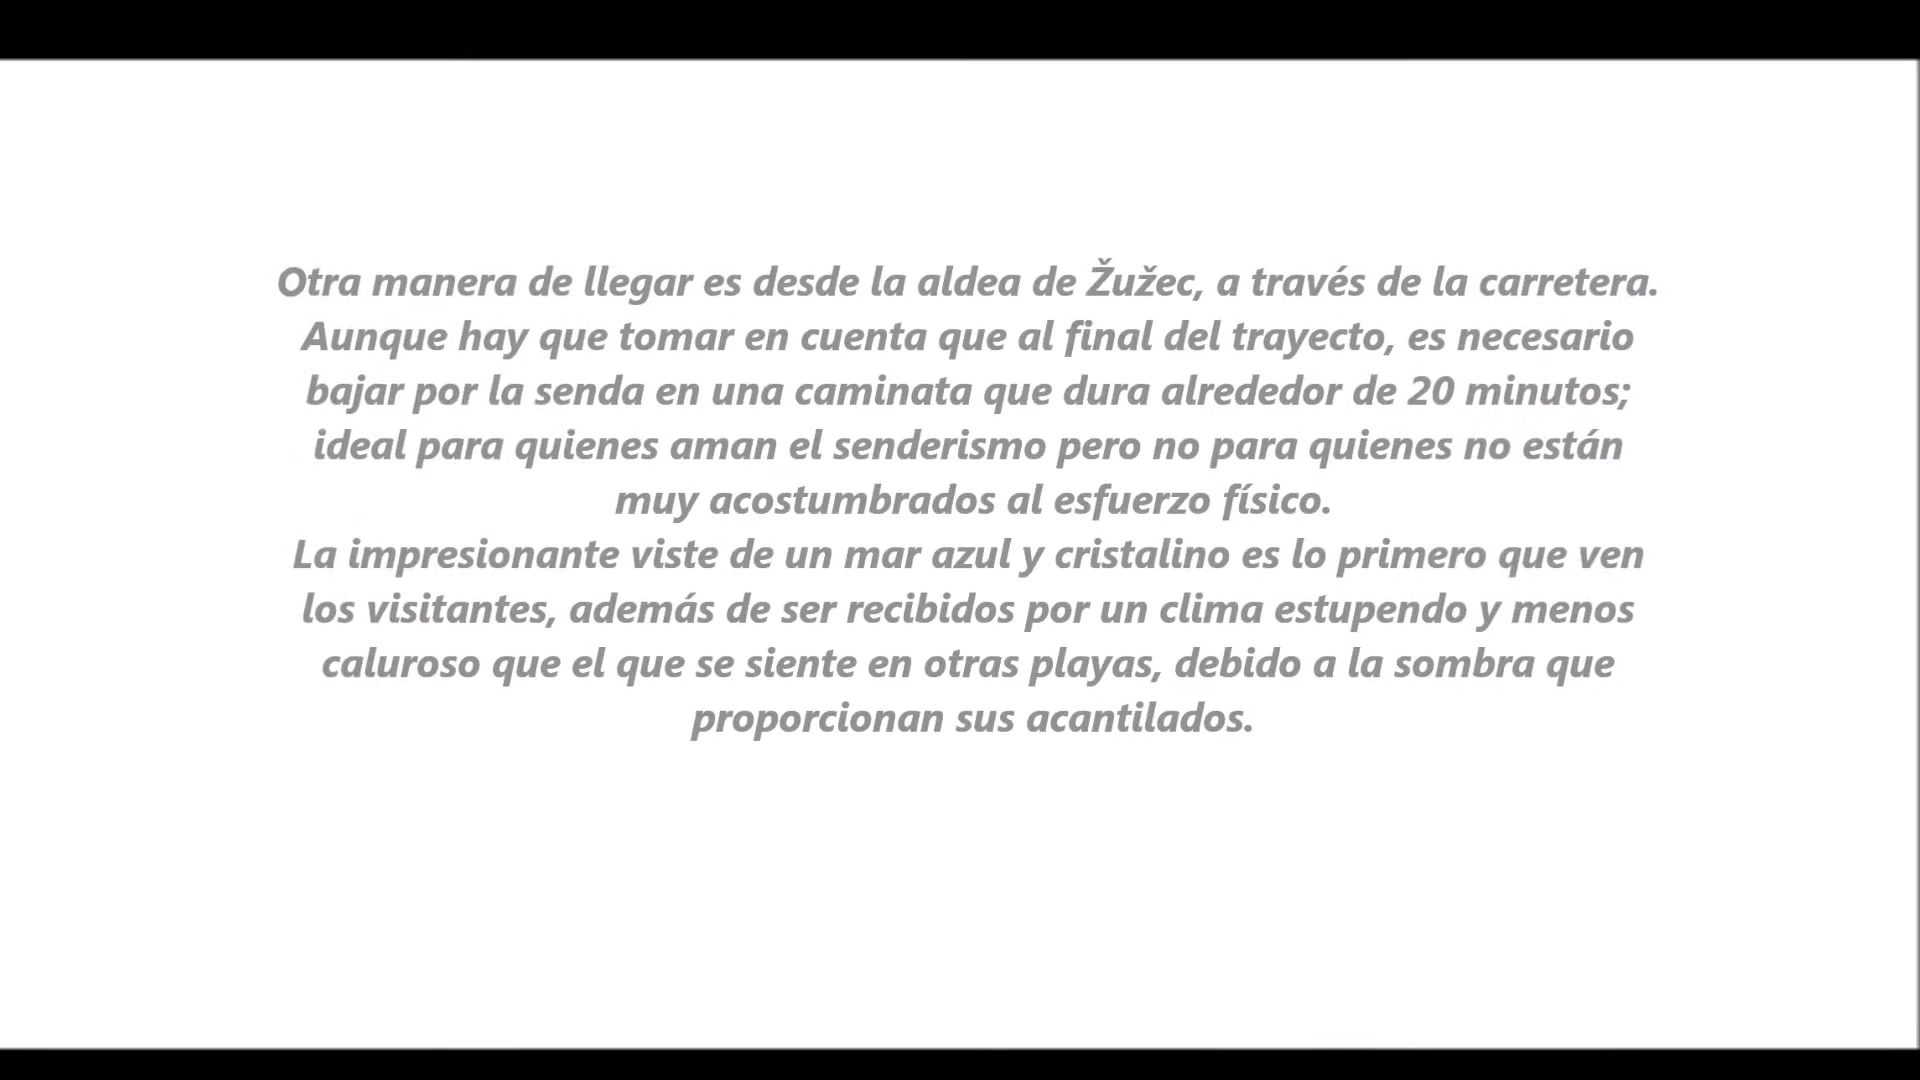 Otra manera de llegar es desde la aldea de Žužec, a través de la carretera.
Aunque hay que tomar en cuenta que al final del trayecto, es necesario
bajar por la senda en una caminata que dura alrededor de 20 minutos;
ideal para quienes aman el senderismo pero no para quienes no están
muy acostumbrados al esfuerzo físico.
La impresionante viste de un mar azul y cristalino es lo primero que ven
los visitantes, además de ser recibidos por un clima estupendo y menos
caluroso que el que se siente en otras playas, debido a la sombra que
proporcionan sus acantilados.